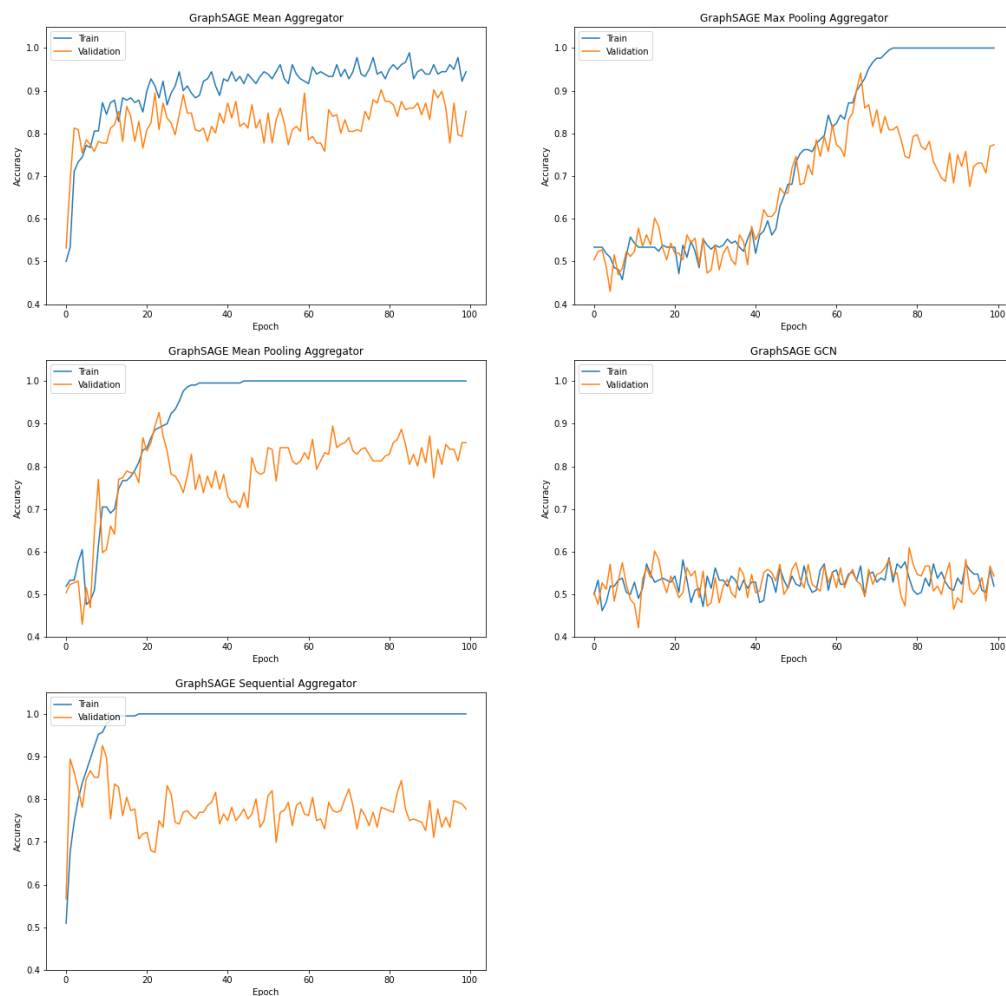 GraphSAGE Mean Aggregator
Train
Validation
1.0
0.9
0.8
0.7
0.6
0.5
0.4
Accuracy
0
20
40
60
80
100
Epoch
GraphSAGE Max Pooling Aggregator
Train
Validation
1.0
0.9
0.8
0.7
0.6
0.5
0.4
Accuracy
0
20
40
60
80
100
Epoch
GraphSAGE Mean Pooling Aggregator
Train
Validation
1.0
0.9
0.8
0.7
0.6
0.5
0.4
Accuracy
0
20
40
60
80
100
Epoch
GraphSAGE GCN
Train
Validation
1.0
0.9
0.8
0.7
0.6
0.5
0.4
Accuracy
0
20
40
60
80
100
Epoch
GraphSAGE Sequential Aggregator
Train
Validation
1.0
0.9
0.8
0.7
0.6
0.5
0.4
Accuracy
0
20
40
60
80
100
Epoch